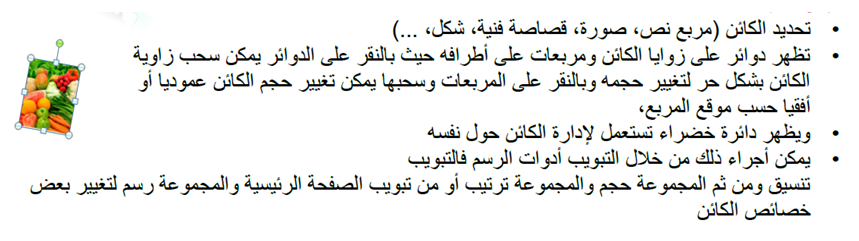 • تحديد الكائن (مربع نص، صورة، قصاصة فنية، شكل، ...)
• تظهر دوائر على زوايا الكائن ومربعات على أطرافه حيث بالنقر على الدوائر يمكن سحب زاوية
الكائن بشكل حر لتغيير حجمه وبالنقر على المربعات وسحبها يمكن تغيير حجم الكائن عموديا أو
أفقيا حسب موقع المربع،
• ويظهر دائرة خضراء تستعمل لإدارة الكائن حول نفسه
• يمكن أجراء ذلك من خلال التبويب أدوات الرسم فالتبويب
تنسيق ومن ثم المجموعة حجم والمجموعة ترتيب أو من تبويب الصفحة الرئيسية والمجموعة رسم لتغيير بعض
خصائص الكائن